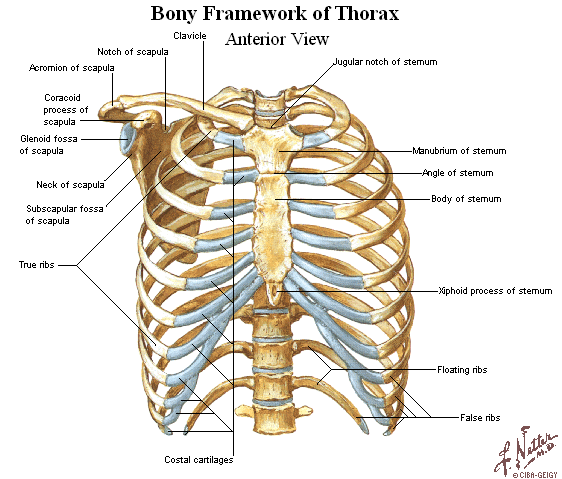 Bony Framework of Thorax
Anterior View
Clavicle
Notch of scapula
Acromion of scapula
Coracoid
process of
scapula
Glenoid fossa
of scapula
Neck of scapula
Subscapular fossa
of scapula
True ribs
Costal cartilages
Jugular notch of sternum
Manubrium of sternum
Angle of sternum
Body of sternum
Xiphoid process of sternum
Floating ribs
False ribs
F. Netter
M.D.
© CIBA-GEIGY